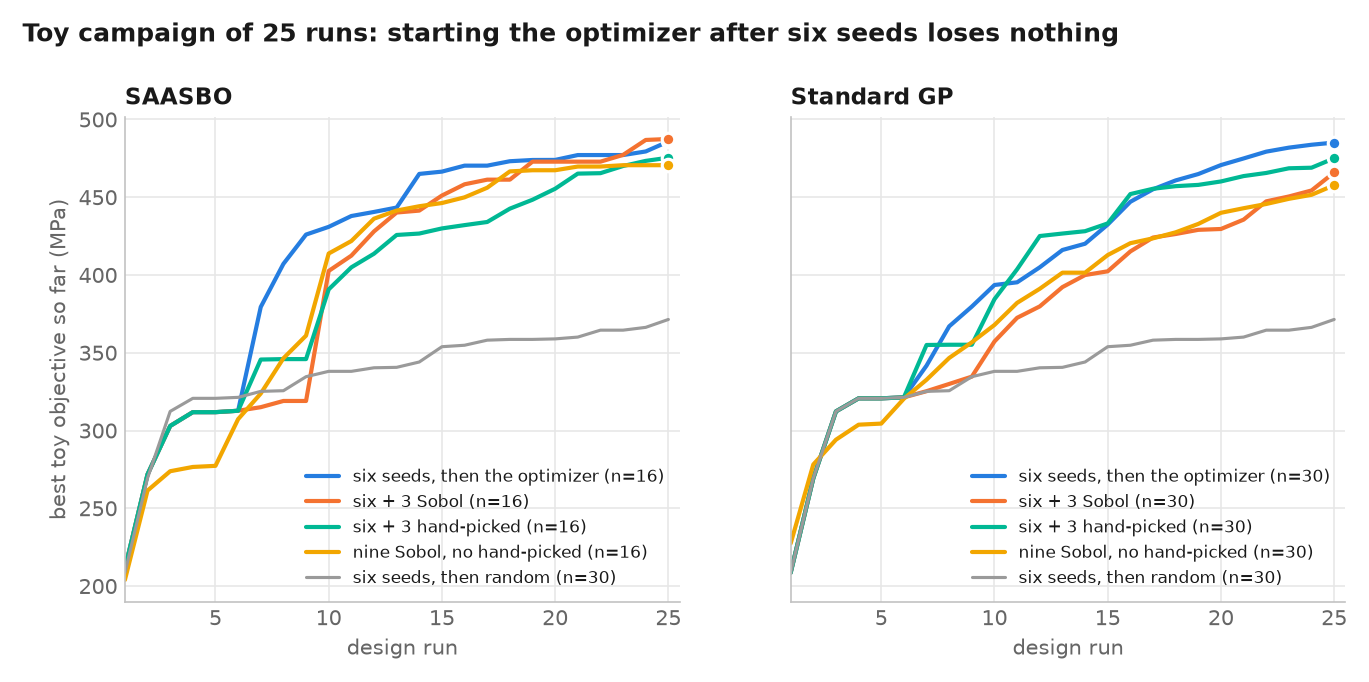 Toy campaign of 25 runs: starting the optimizer after six seeds loses nothing
SAASBO
500
450
400
350
300
250
200
best toy objective so far (MPa)
six seeds, then the optimizer (n=16)
six + 3 Sobol (n=16)
six + 3 hand-picked (n=16)
nine Sobol, no hand-picked (n=16)
six seeds, then random (n=30)
5 10 15 20 25
design run
Standard GP
six seeds, then the optimizer (n=30)
six + 3 Sobol (n=30)
six + 3 hand-picked (n=30)
nine Sobol, no hand-picked (n=30)
six seeds, then random (n=30)
5 10 15 20 25
design run